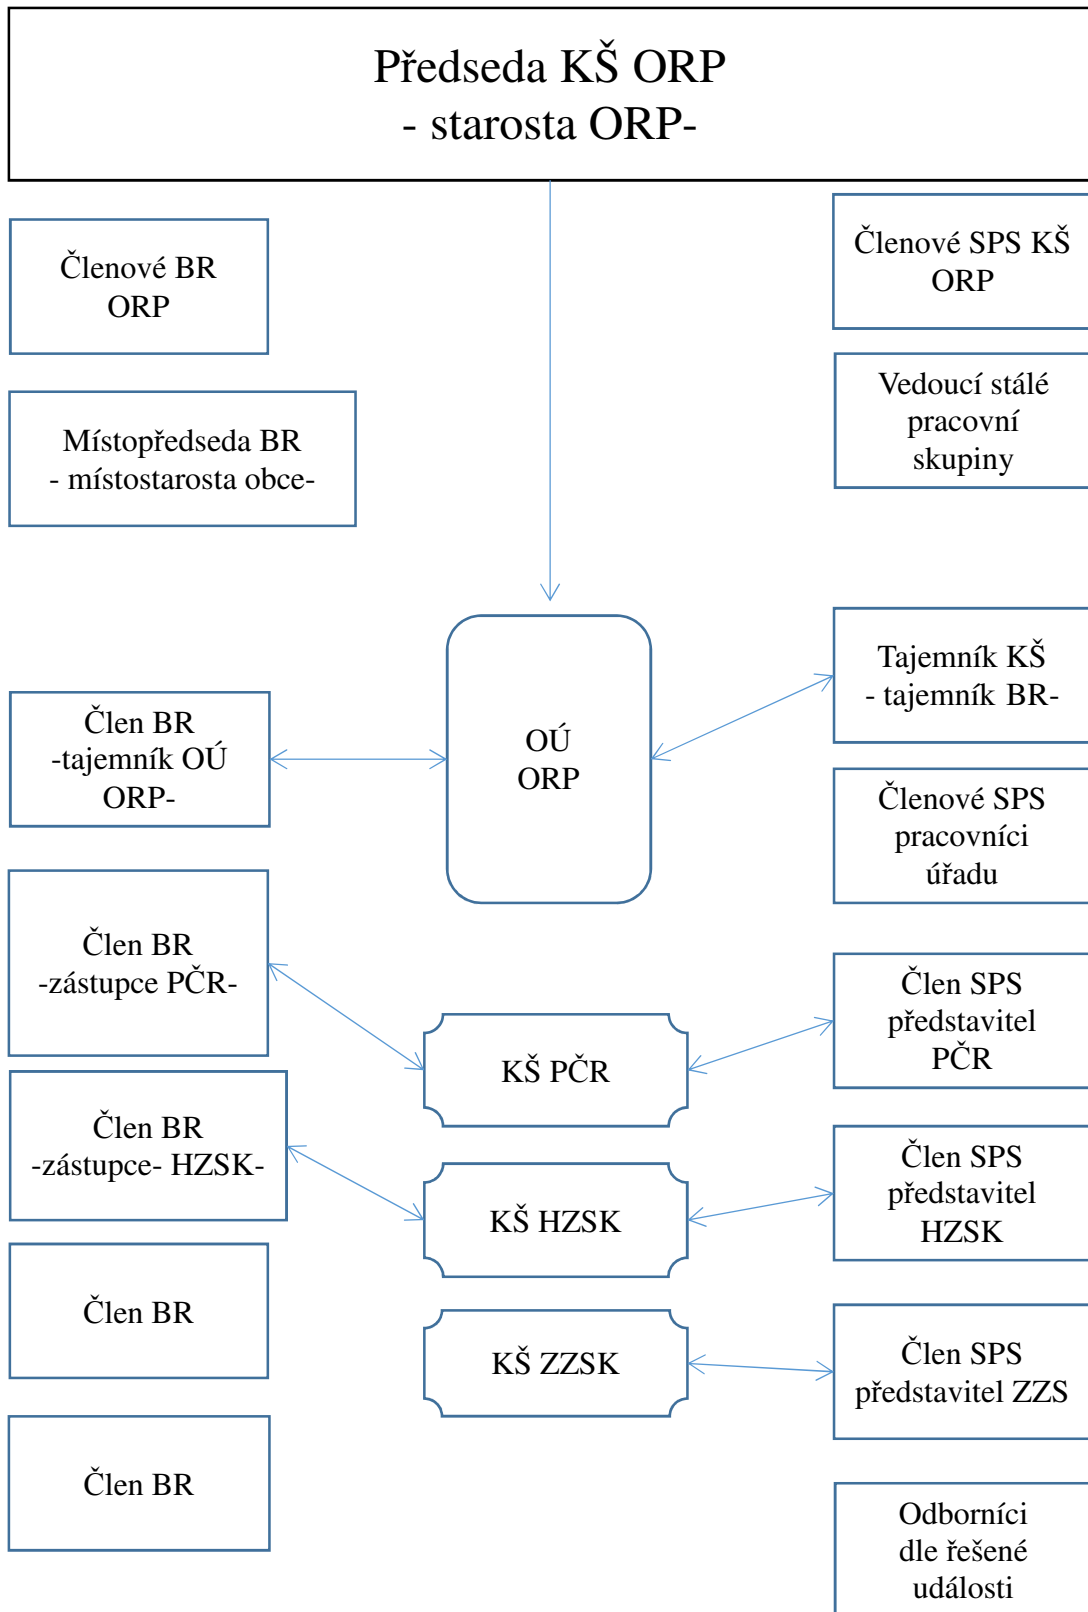 Předseda KŠ ORP
- starosta ORP-
Členové BR
ORP
Místopředseda BR
- místostarosta obce-
Člen BR
-tajemník OÚ
ORP-
Člen BR
-zástupce PČR-
Člen BR
-zástupce- HZSK-
Člen BR
Člen BR
OÚ
ORP
KŠ PČR
KŠ HZSK
KŠ ZZSK
Členové SPS KŠ
ORP
Vedoucí stálé
pracovní
skupiny
Tajemník KŠ
- tajemník BR-
Členové SPS
pracovníci
úřadu
Člen SPS
představitel
PČR
Člen SPS
představitel
HZSK
Člen SPS
představitel ZZS
Odborníci
dle řešené
události